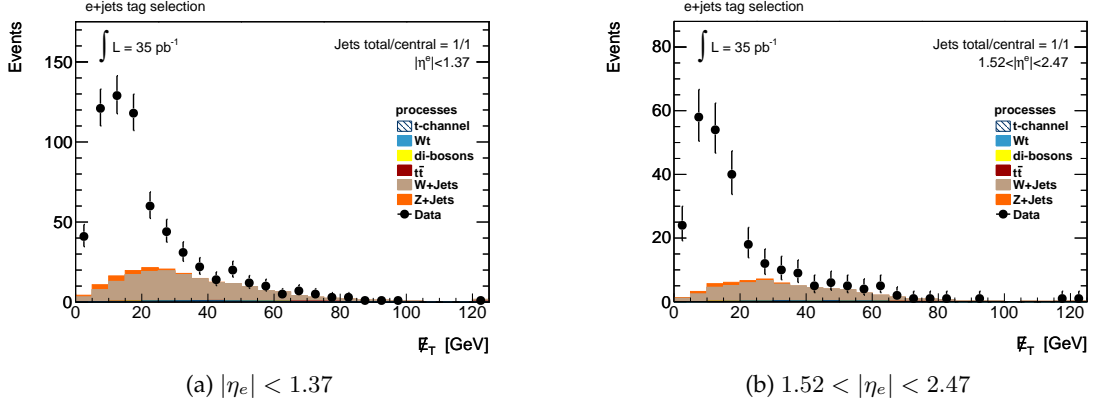 e+jets tag selection
Events
∫ L = 35 pb⁻¹
Jets total/central = 1/1
|ηᵉ|<1.37
150
100
50
0
processes
t-channel
Wt
di-bosons
tt̄
W+Jets
Z+Jets
Data
0 20 40 60 80 100 120
E̸_T [GeV]
(a) |η_e| < 1.37
e+jets tag selection
Events
∫ L = 35 pb⁻¹
Jets total/central = 1/1
1.52<|ηᵉ|<2.47
80
60
40
20
0
processes
t-channel
Wt
di-bosons
tt̄
W+Jets
Z+Jets
Data
0 20 40 60 80 100 120
E̸_T [GeV]
(b) 1.52 < |η_e| < 2.47